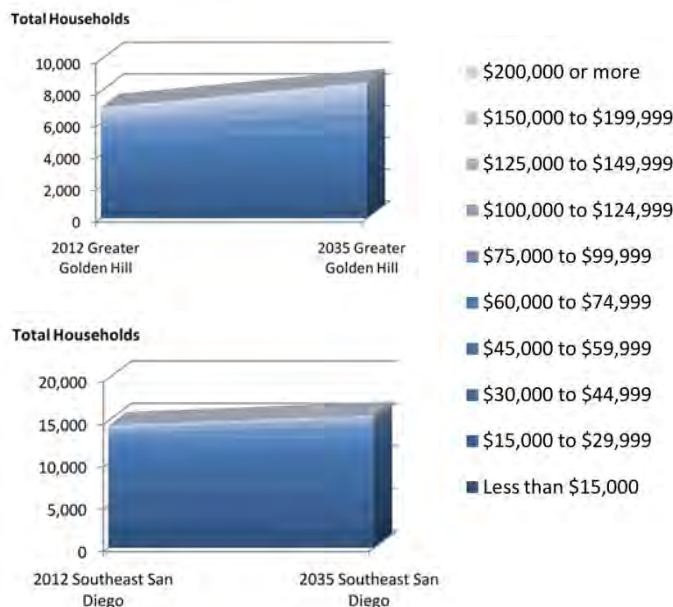 Total Households
10,000
8,000
6,000
4,000
2,000
0
2012 Greater
Golden Hill
2035 Greater
Golden Hill
Total Households
20,000
15,000
10,000
5,000
0
2012 Southeast San
Diego
2035 Southeast San
Diego
$200,000 or more
$150,000 to $199,999
$125,000 to $149,999
$100,000 to $124,999
$75,000 to $99,999
$60,000 to $74,999
$45,000 to $59,999
$30,000 to $44,999
$15,000 to $29,999
Less than $15,000